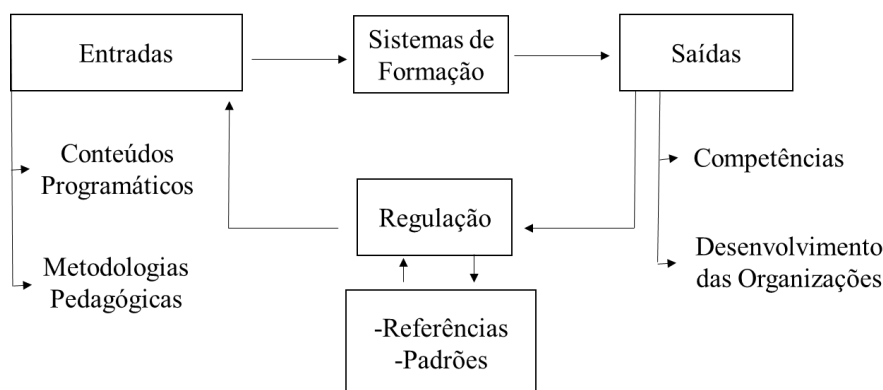 Entradas
Sistemas de
Formação
Saídas
Conteúdos
Programáticos
Metodologias
Pedagógicas
Regulação
-Referências
-Padrões
Competências
Desenvolvimento
das Organizações